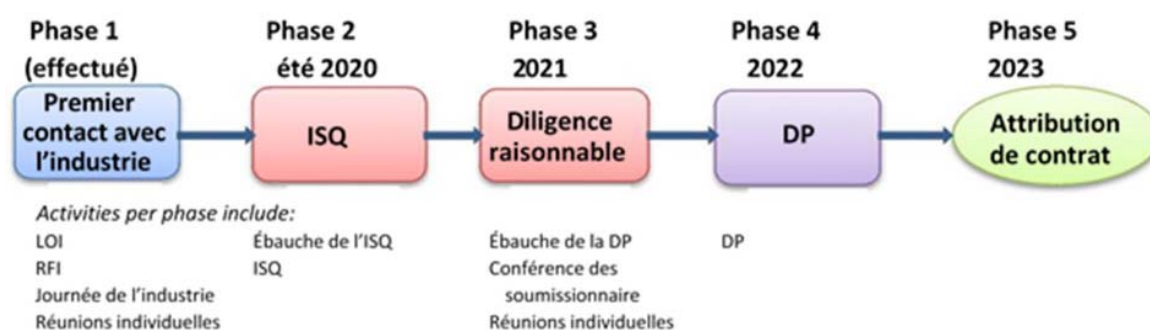 Phase 1
(effectué)
Premier
contact avec
l'industrie
Phase 2
été 2020
ISQ
Phase 3
2021
Diligence
raisonnable
Phase 4
2022
DP
Phase 5
2023
Attribution
de contrat
Activities per phase include:
LOI
RFI
Journée de l'industrie
Réunions individuelles
Ébauche de l'ISQ
ISQ
Ébauche de la DP
Conférence des
soumissionnaire
Réunions individuelles
DP